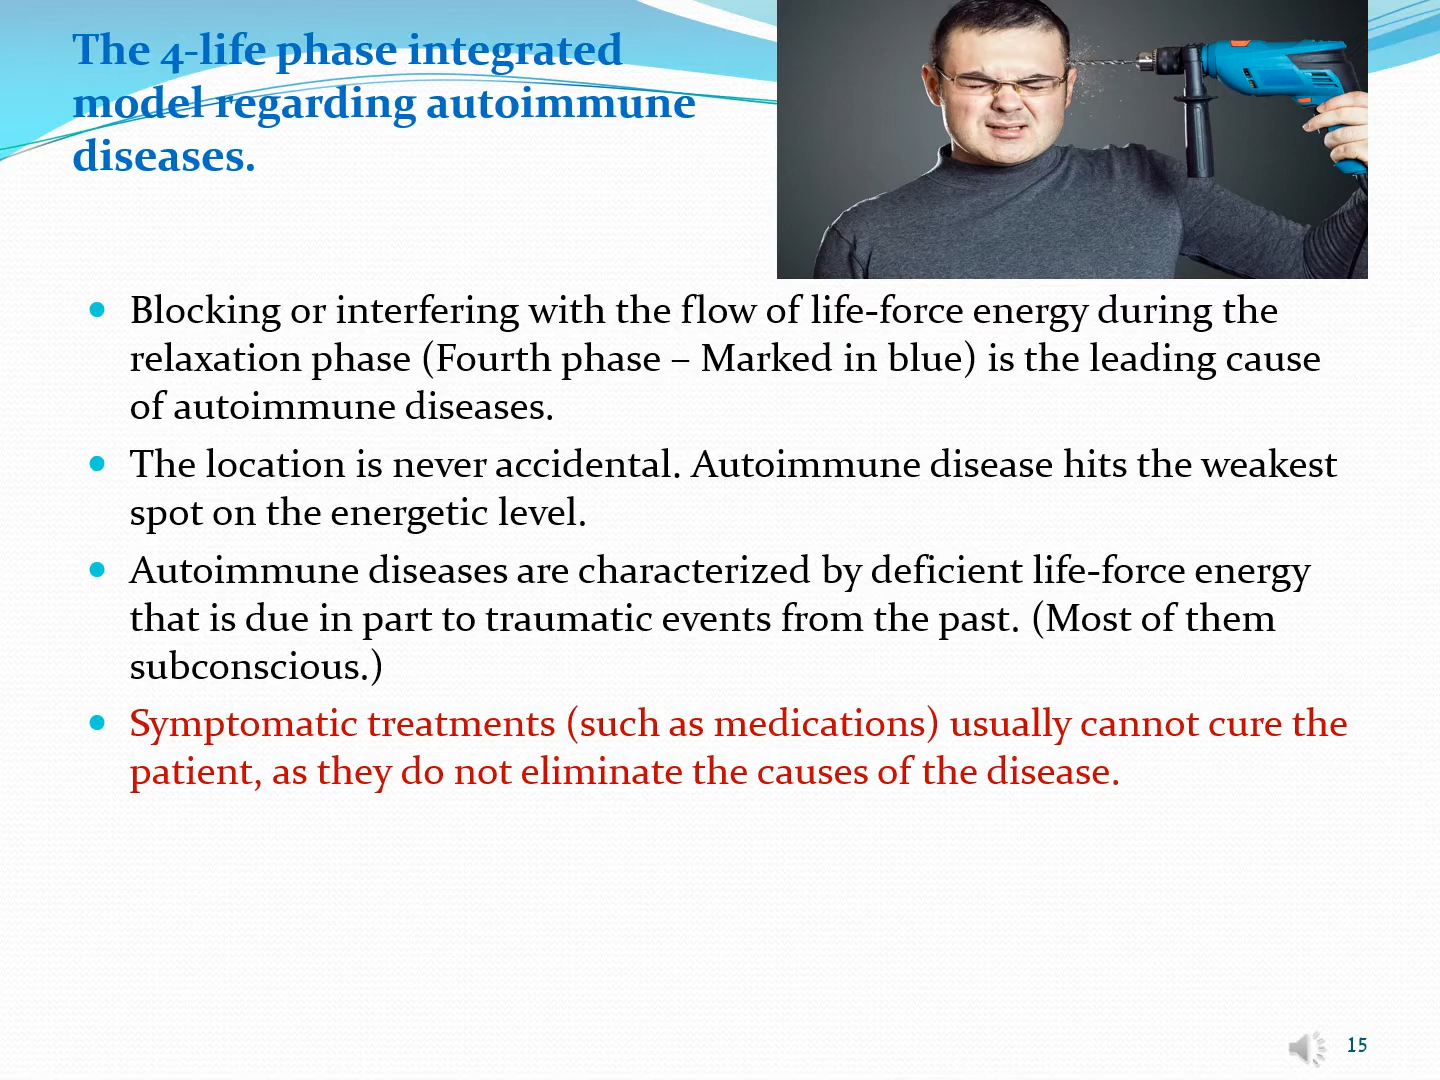 The 4-life phase integrated
model regarding autoimmune
diseases.
• Blocking or interfering with the flow of life-force energy during the
relaxation phase (Fourth phase – Marked in blue) is the leading cause
of autoimmune diseases.
• The location is never accidental. Autoimmune disease hits the weakest
spot on the energetic level.
• Autoimmune diseases are characterized by deficient life-force energy
that is due in part to traumatic events from the past. (Most of them
subconscious.)
• Symptomatic treatments (such as medications) usually cannot cure the
patient, as they do not eliminate the causes of the disease.
15